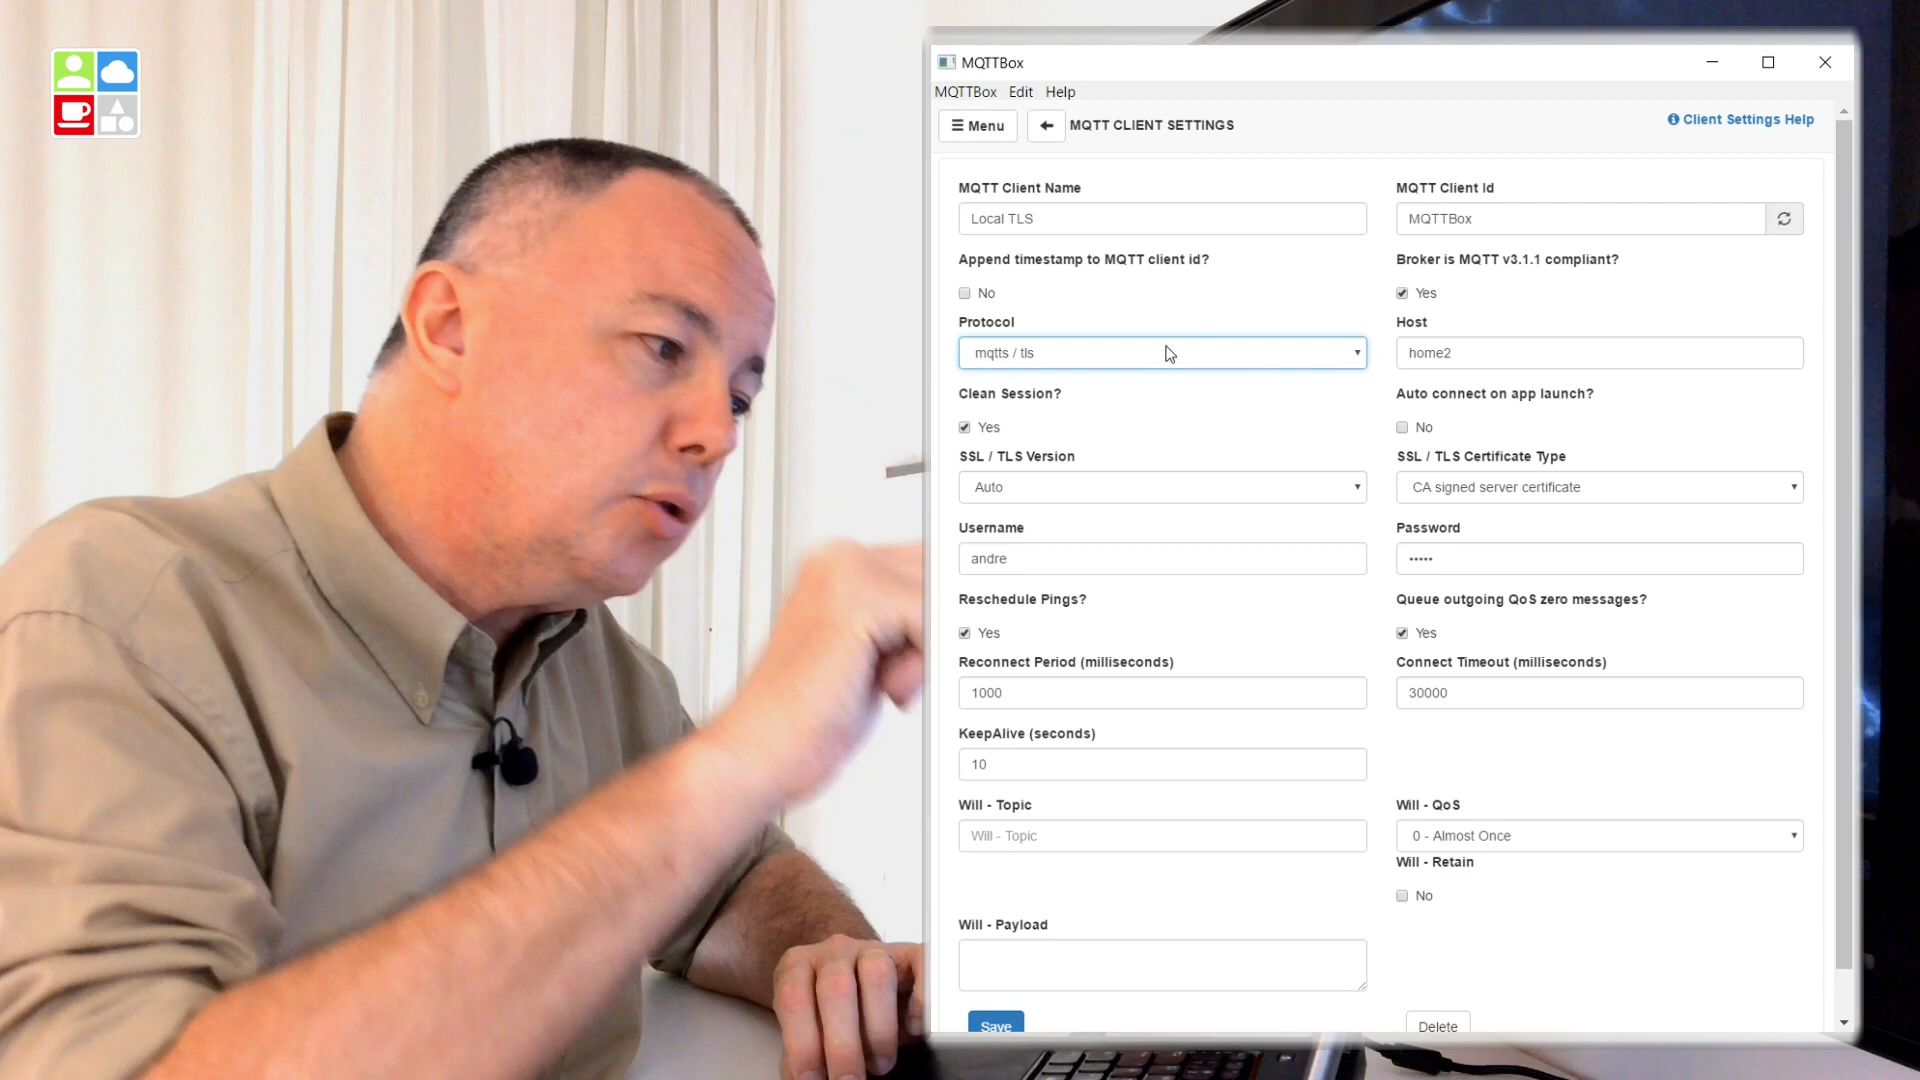 MQTTBox
MQTTBox Edit Help
Menu MQTT CLIENT SETTINGS Client Settings Help
MQTT Client Name MQTT Client Id
Local TLS MQTTBox
Append timestamp to MQTT client id? Broker is MQTT v3.1.1 compliant?
No Yes
Protocol Host
mqtts / tls home2
Clean Session? Auto connect on app launch?
Yes No
SSL / TLS Version SSL / TLS Certificate Type
Auto CA signed server certificate
Username Password
andre •••••
Reschedule Pings? Queue outgoing QoS zero messages?
Yes Yes
Reconnect Period (milliseconds) Connect Timeout (milliseconds)
1000 30000
KeepAlive (seconds)
10
Will - Topic Will - QoS
Will - Topic 0 - Almost Once
Will - Retain
No
Will - Payload
Save Delete